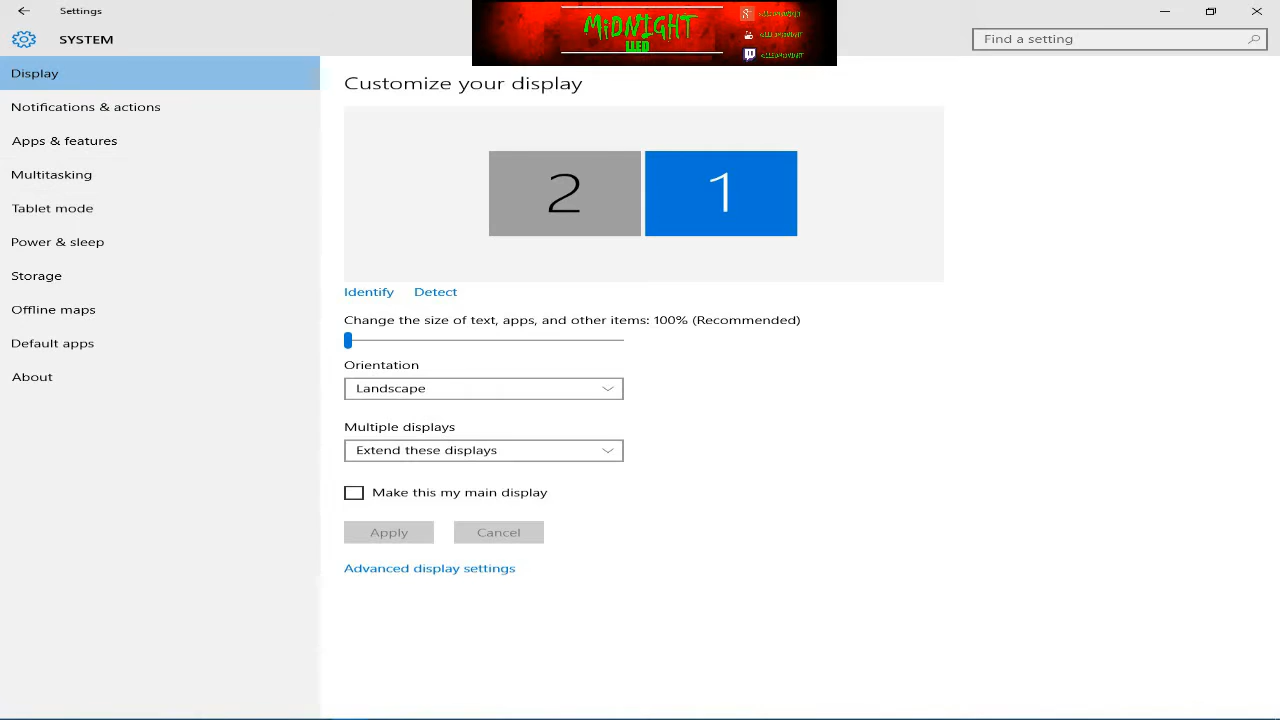 Settings
SYSTEM
MiDNIGHT
LLED
Find a setting
Display
Notifications & actions
Apps & features
Multitasking
Tablet mode
Power & sleep
Storage
Offline maps
Default apps
About
Customize your display
2
1
Identify
Detect
Change the size of text, apps, and other items: 100% (Recommended)
Orientation
Landscape
Multiple displays
Extend these displays
Make this my main display
Apply
Cancel
Advanced display settings